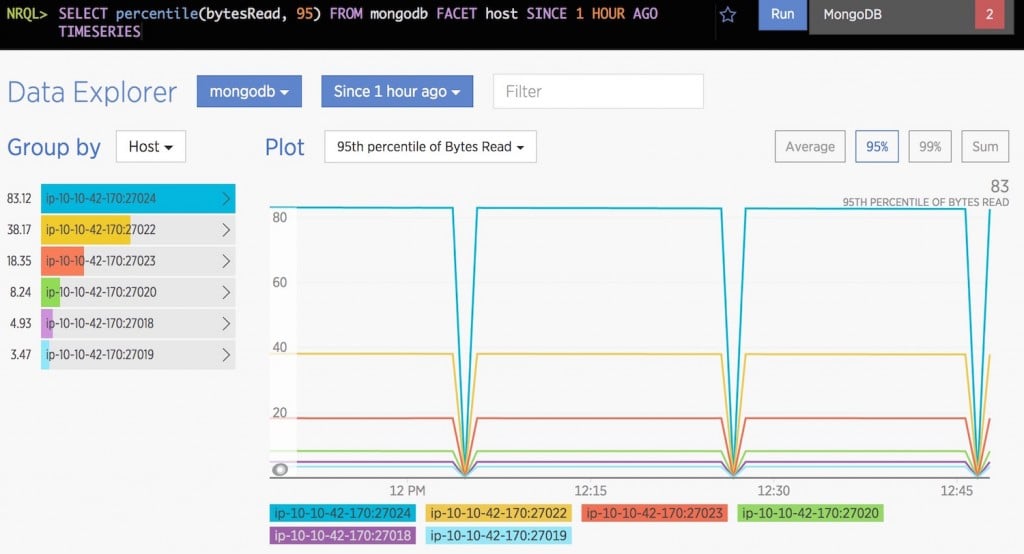 NRQL> SELECT percentile(bytesRead, 95) FROM mongodb FACET host SINCE 1 HOUR AGO
TIMESERIES
Run
MongoDB
2
Data Explorer
mongodb
Since 1 hour ago
Filter
Group by
Host
Plot
95th percentile of Bytes Read
Average
95%
99%
Sum
83.12 ip-10-10-42-170:27024
38.17 ip-10-10-42-170:27022
18.35 ip-10-10-42-170:27023
8.24 ip-10-10-42-170:27020
4.93 ip-10-10-42-170:27018
3.47 ip-10-10-42-170:27019
83
95TH PERCENTILE OF BYTES READ
80
60
40
20
12 PM
12:15
12:30
12:45
ip-10-10-42-170:27024
ip-10-10-42-170:27022
ip-10-10-42-170:27023
ip-10-10-42-170:27020
ip-10-10-42-170:27018
ip-10-10-42-170:27019